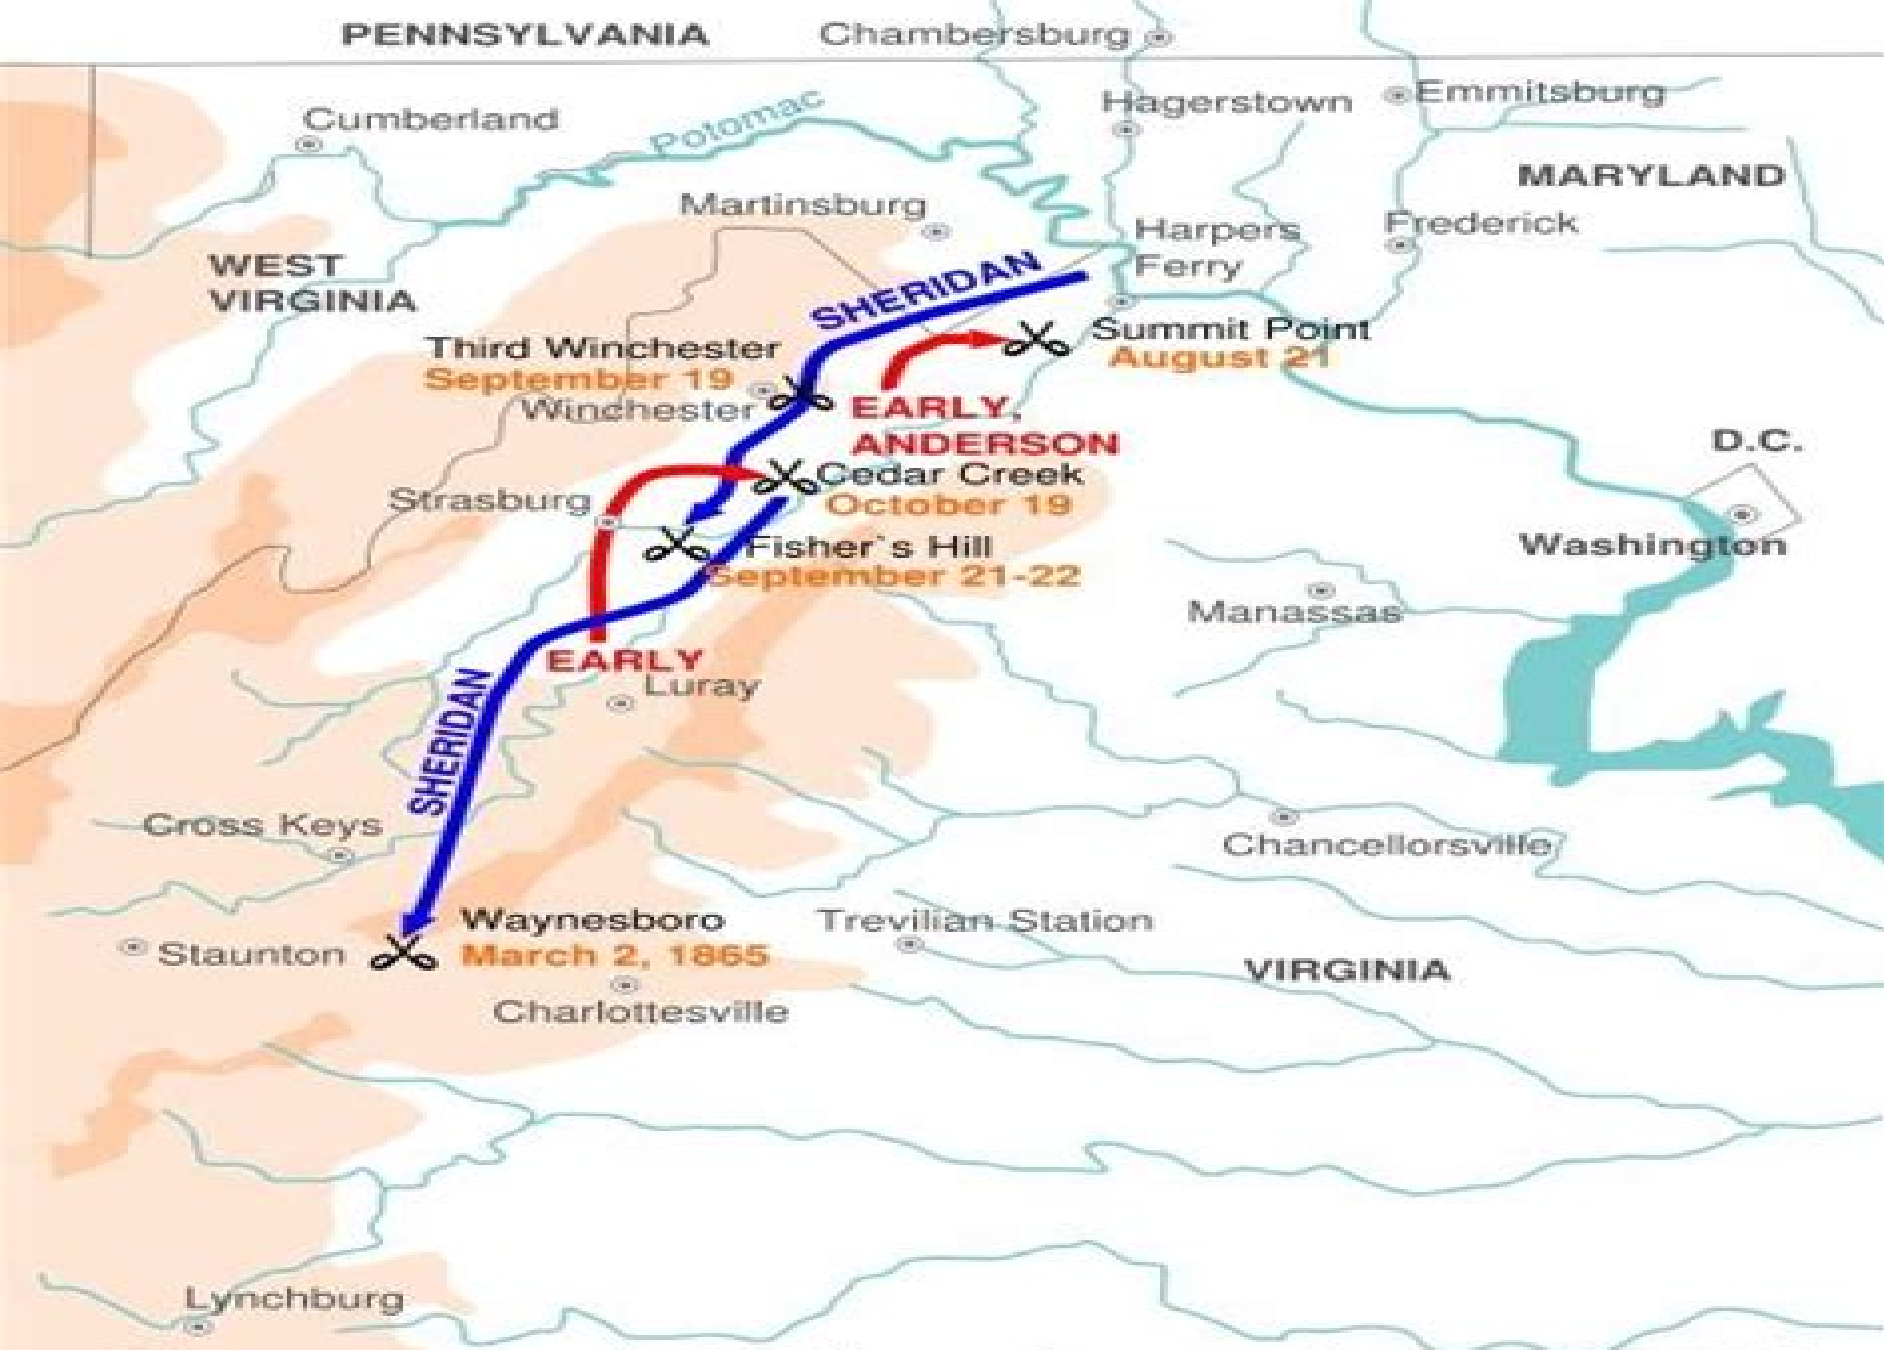 PENNSYLVANIA
Chambersburg
Hagerstown
Emmitsburg
Cumberland
Potomac
MARYLAND
Martinsburg
Harpers
Ferry
Frederick
WEST
VIRGINIA
SHERIDAN
Summit Point
August 21
Third Winchester
September 19
Winchester
EARLY,
ANDERSON
D.C.
Cedar Creek
October 19
Strasburg
Fisher`s Hill
September 21-22
Washington
Manassas
EARLY
Luray
SHERIDAN
Cross Keys
Chancellorsville
Waynesboro
March 2, 1865
Trevilian Station
Staunton
VIRGINIA
Charlottesville
Lynchburg